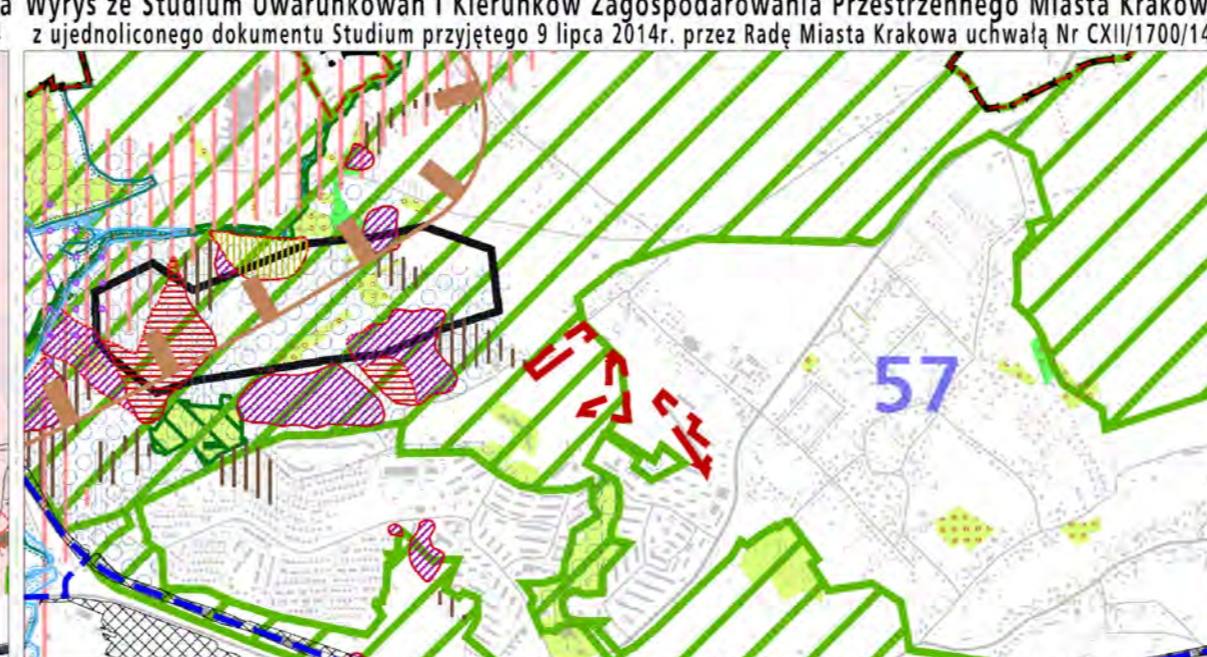 Wyrys ze Studium Uwarunkowań i Kierunków Zagospodarowania Przestrzennego Miasta Krakow
z ujednoliconego dokumentu Studium przyjętego 9 lipca 2014r. przez Radę Miasta Krakowa uchwałą Nr CXII/1700/14
57